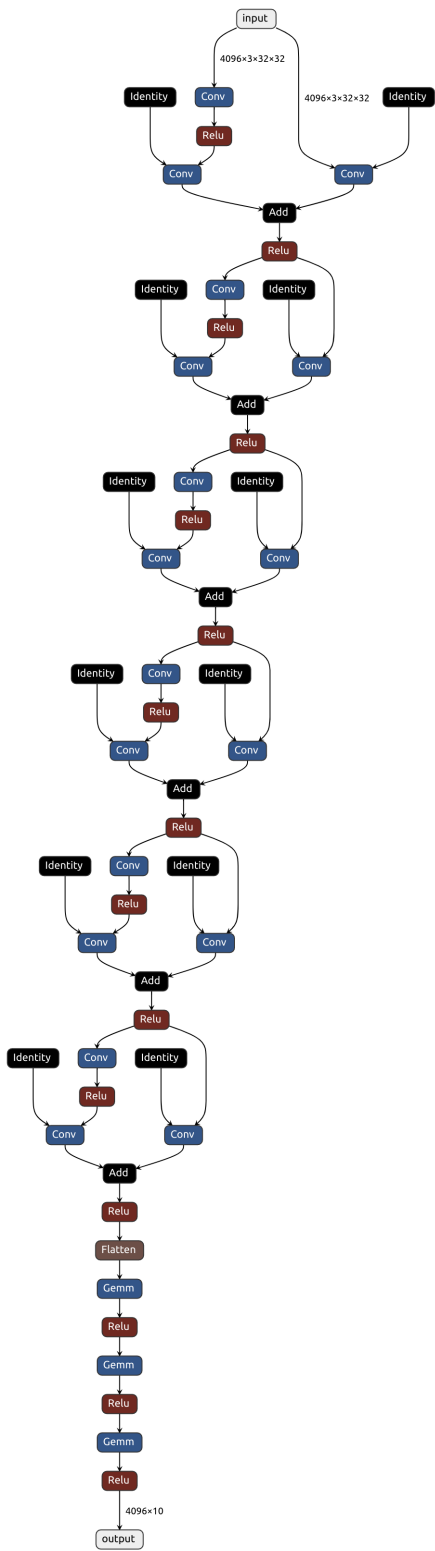 input
4096×3×32×32
Identity
Conv
4096×3×32×32
Identity
Relu
Conv
Conv
Add
Relu
Identity
Conv
Identity
Relu
Conv
Conv
Add
Relu
Identity
Conv
Identity
Relu
Conv
Conv
Add
Relu
Identity
Conv
Identity
Relu
Conv
Conv
Add
Relu
Identity
Conv
Identity
Relu
Conv
Conv
Add
Relu
Identity
Conv
Identity
Relu
Conv
Conv
Add
Relu
Flatten
Gemm
Relu
Gemm
Relu
Gemm
Relu
4096×10
output